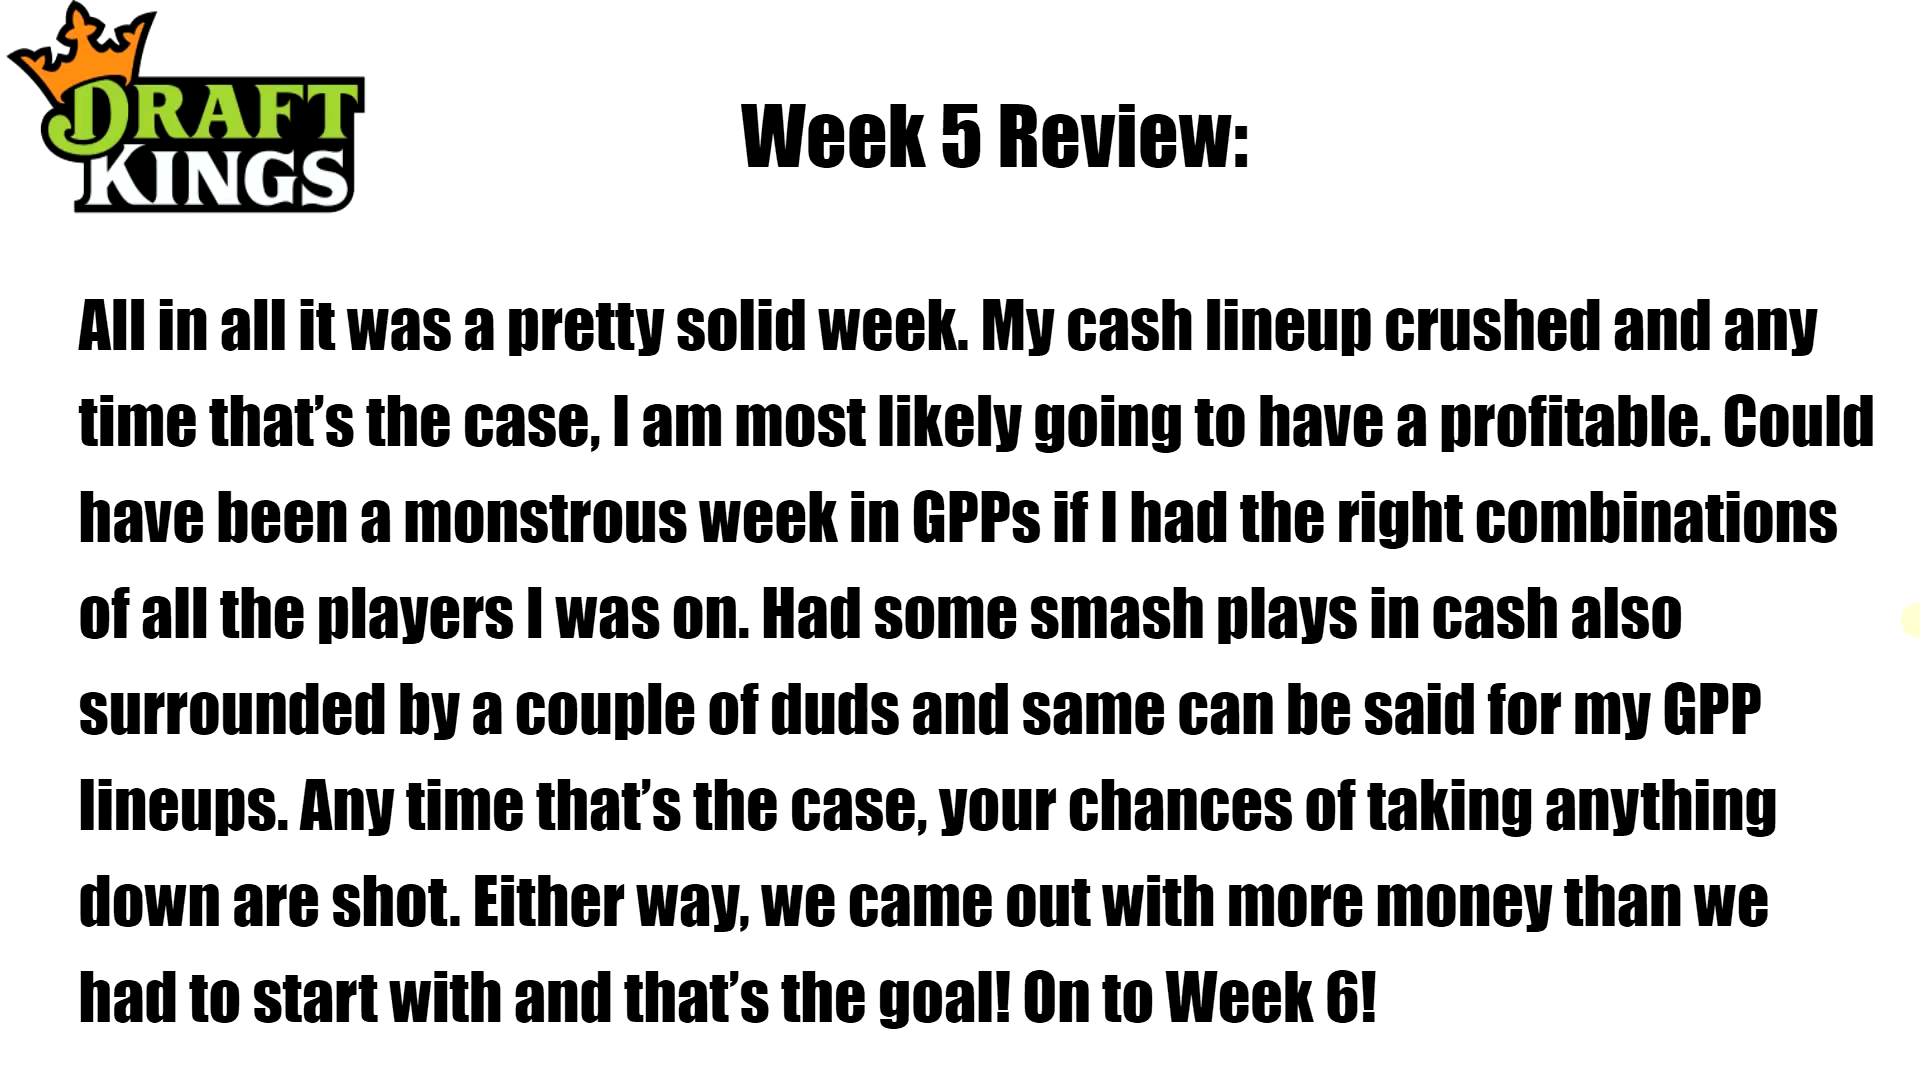 DRAFT
KINGS
Week 5 Review:
All in all it was a pretty solid week. My cash lineup crushed and any
time that’s the case, I am most likely going to have a profitable. Could
have been a monstrous week in GPPs if I had the right combinations
of all the players I was on. Had some smash plays in cash also
surrounded by a couple of duds and same can be said for my GPP
lineups. Any time that’s the case, your chances of taking anything
down are shot. Either way, we came out with more money than we
had to start with and that’s the goal! On to Week 6!